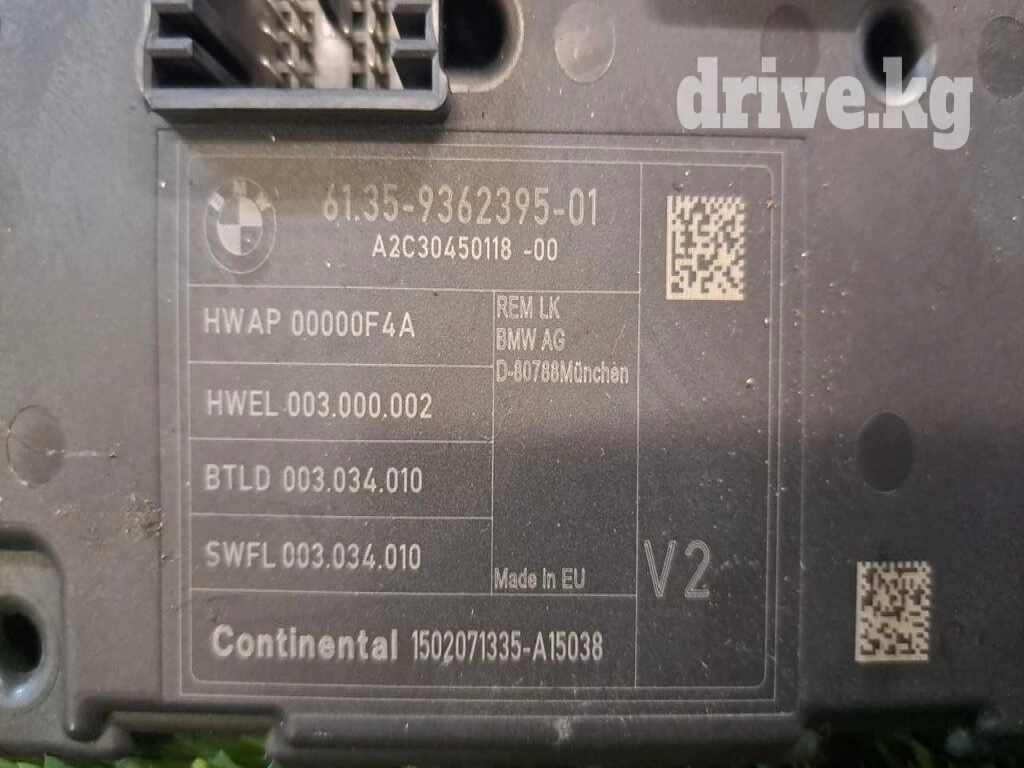 drive.kg
BMW
61.35-9362395-01
A2C30450118 -00
HWAP 00000F4A
REM LK
BMW AG
D-80788München
HWEL 003.000.002
BTLD 003.034.010
SWFL 003.034.010
Made in EU
V2
Continental 1502071335-A15038